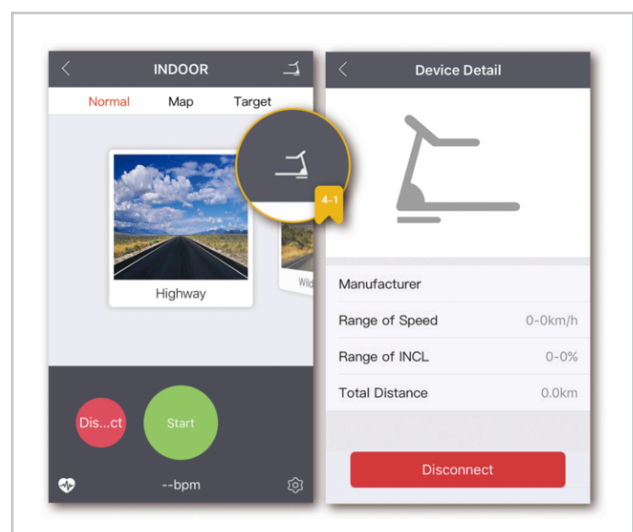 INDOOR
Normal Map Target
4-1
Highway
Wild
Dis...ct
Start
--bpm
Device Detail
Manufacturer
Range of Speed 0-0km/h
Range of INCL 0-0%
Total Distance 0.0km
Disconnect